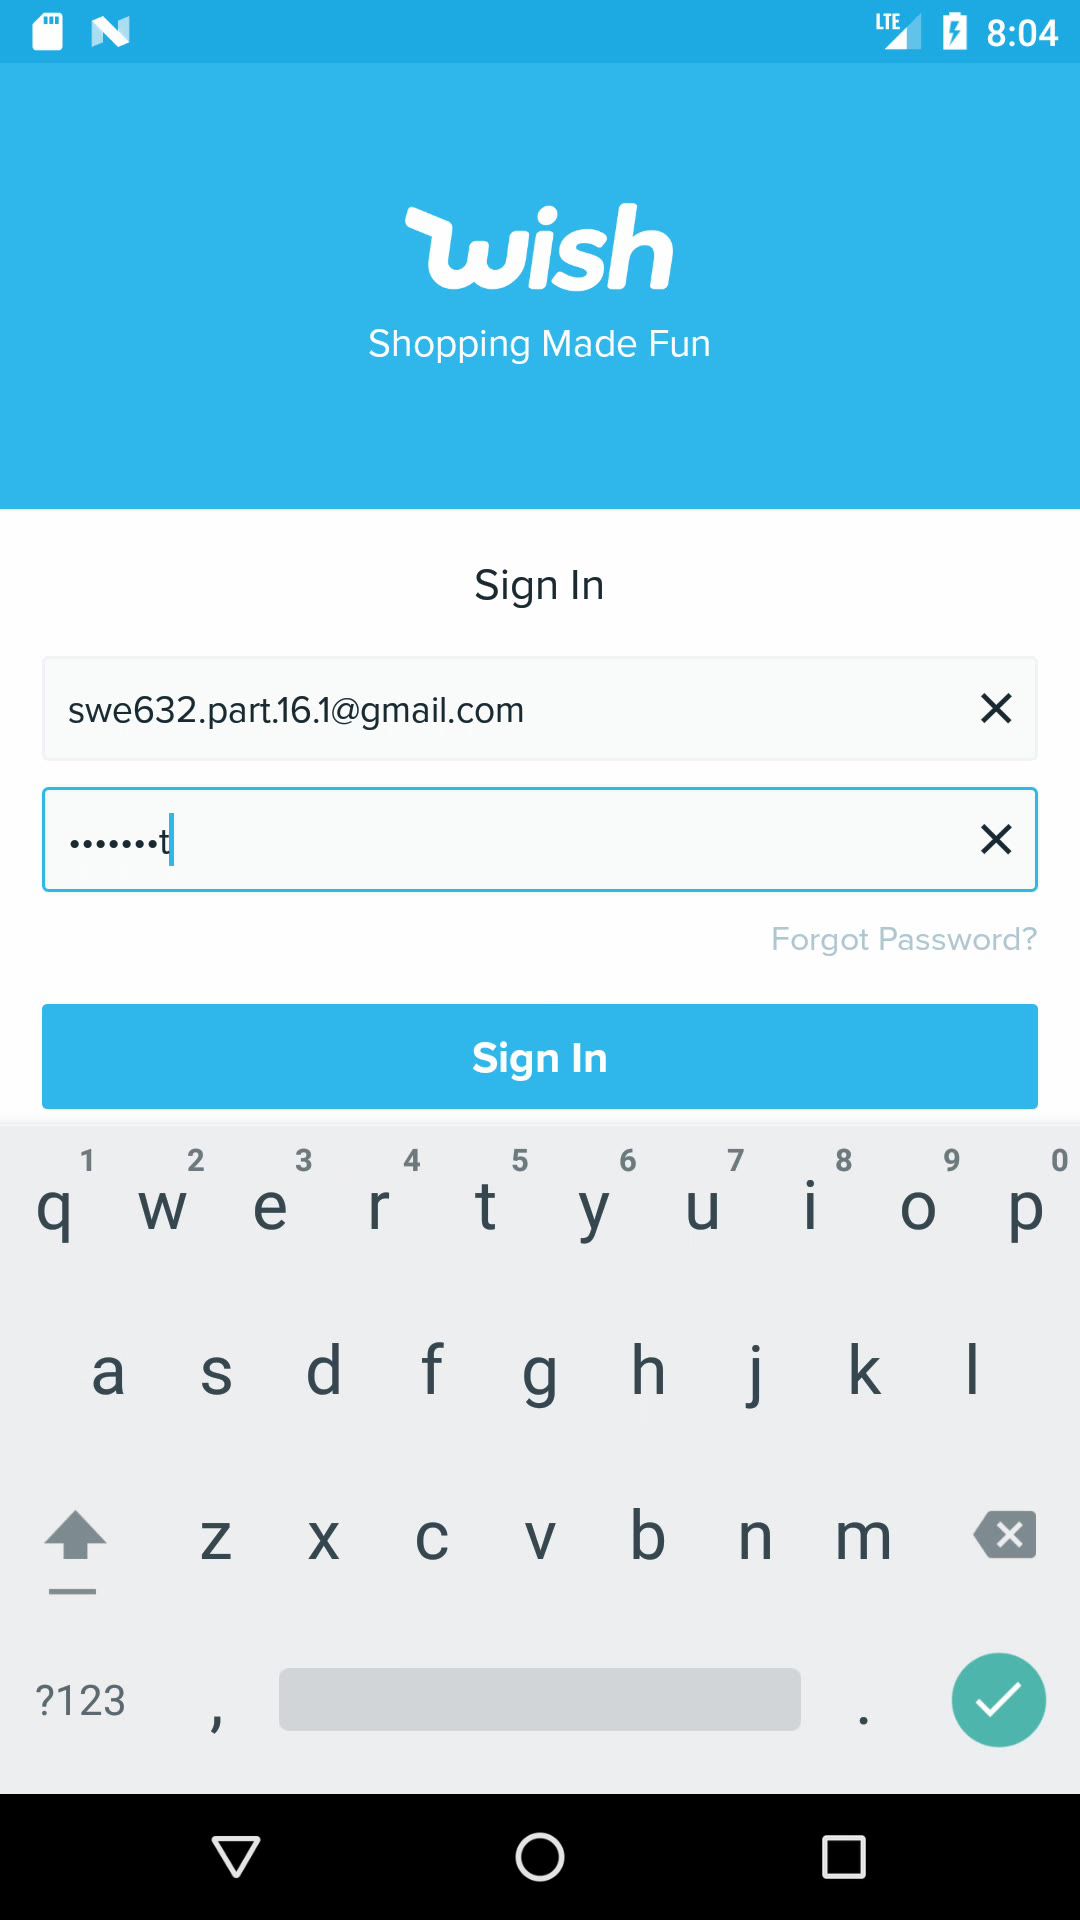 LTE 8:04
wish
Shopping Made Fun
Sign In
swe632.part.16.1@gmail.com
•••••••t
Forgot Password?
Sign In
1 2 3 4 5 6 7 8 9 0
q w e r t y u i o p
a s d f g h j k l
z x c v b n m
?123 , .